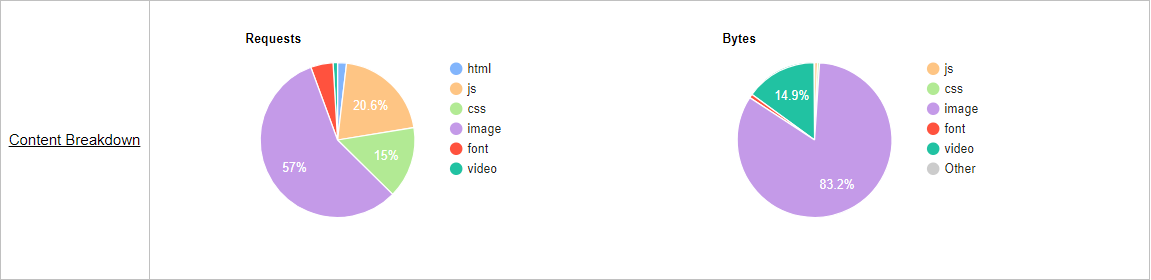 Content Breakdown
Requests
20.6%
15%
57%
html
js
css
image
font
video
Bytes
14.9%
83.2%
js
css
image
font
video
Other